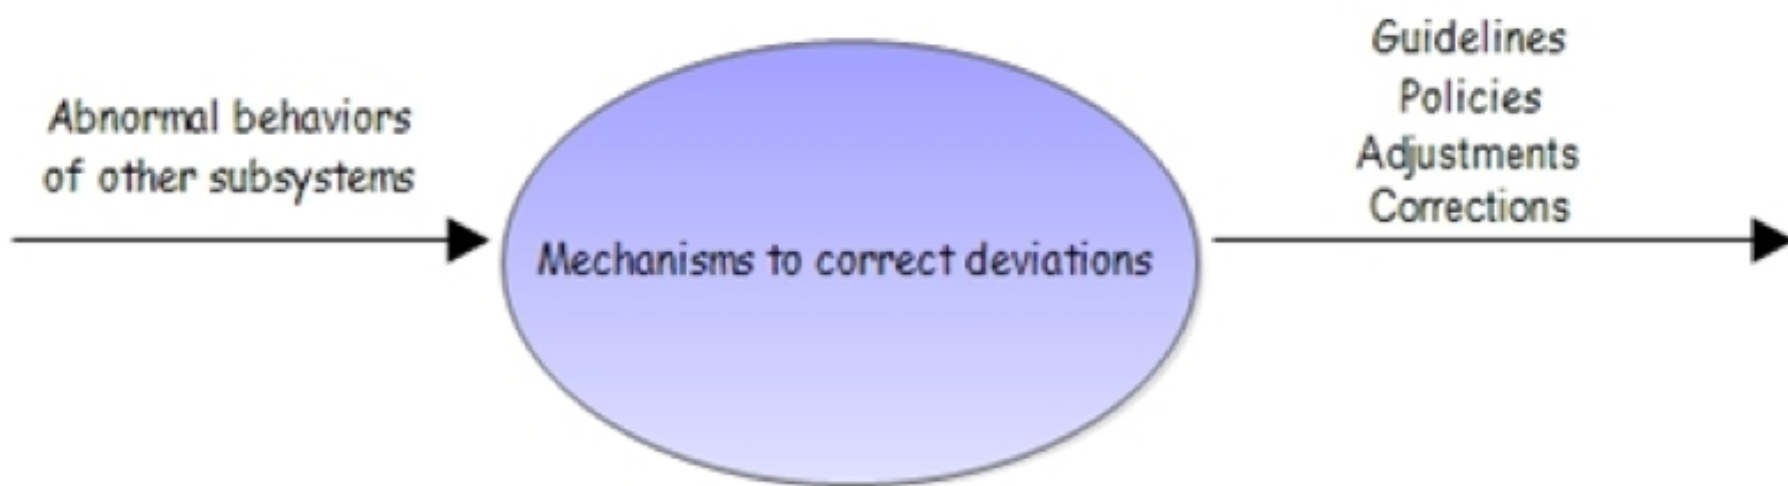 Abnormal behaviors
of other subsystems
Mechanisms to correct deviations
Guidelines
Policies
Adjustments
Corrections